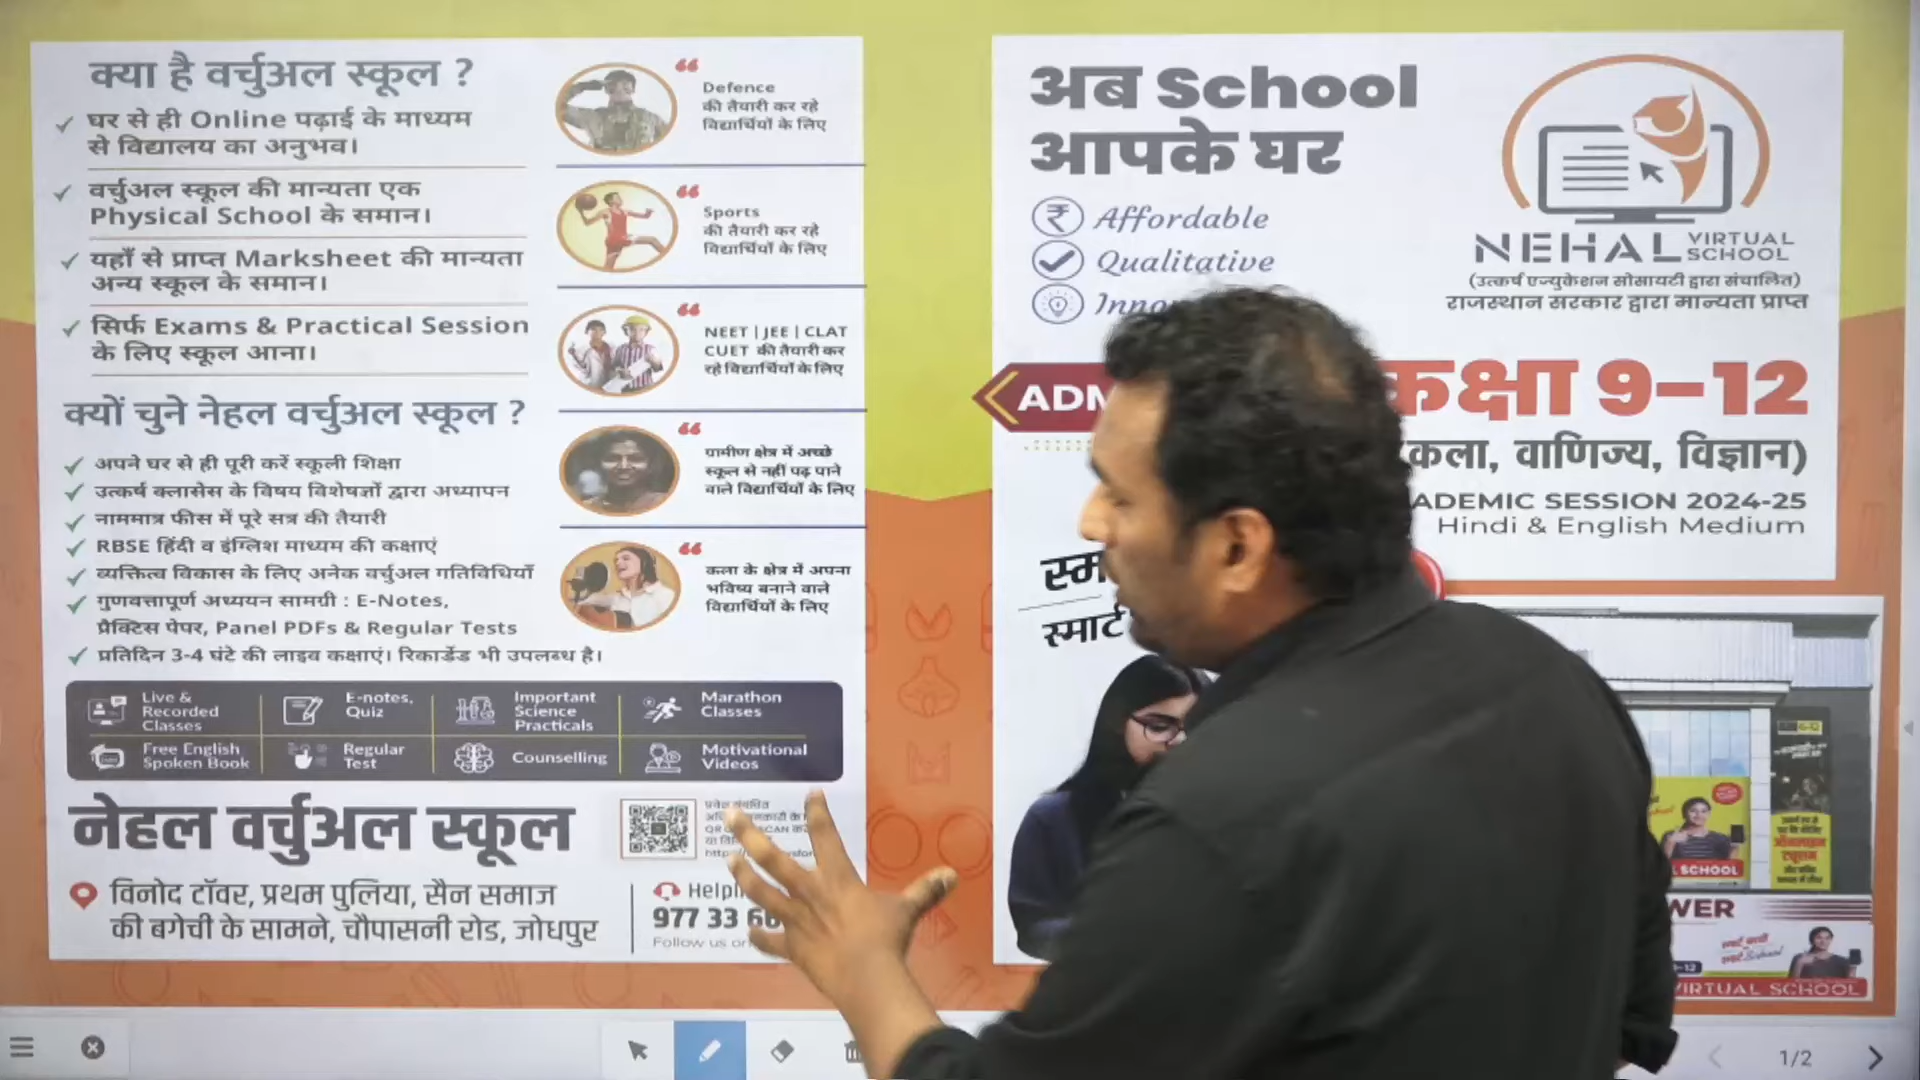 क्या है वर्चुअल स्कूल ?
घर से ही Online पढ़ाई के माध्यम
से विद्यालय का अनुभव।
वर्चुअल स्कूल की मान्यता एक
Physical School के समान।
यहाँ से प्राप्त Marksheet की मान्यता
अन्य स्कूल के समान।
सिर्फ Exams & Practical Session
के लिए स्कूल आना।
क्यों चुने नेहल वर्चुअल स्कूल ?
अपने घर से ही पूरी करें स्कूली शिक्षा
उत्कर्ष क्लासेस के विषय विशेषज्ञों द्वारा अध्यापन
नाममात्र फीस में पूरे सत्र की तैयारी
RBSE हिंदी व इंग्लिश माध्यम की कक्षाएं
व्यक्तित्व विकास के लिए अनेक वर्चुअल गतिविधियाँ
गुणवत्तापूर्ण अध्ययन सामग्री : E-Notes,
प्रैक्टिस पेपर, Panel PDFs & Regular Tests
प्रतिदिन 3-4 घंटे की लाइव कक्षाएं। रिकार्डेड भी उपलब्ध है।
Defence
की तैयारी कर रहे
विद्यार्थियों के लिए
Sports
की तैयारी कर रहे
विद्यार्थियों के लिए
NEET | JEE | CLAT
CUET की तैयारी कर
रहे विद्यार्थियों के लिए
ग्रामीण क्षेत्र में अच्छे
स्कूल से नहीं पढ़ पाने
वाले विद्यार्थियों के लिए
कला के क्षेत्र में अपना
भविष्य बनाने वाले
विद्यार्थियों के लिए
Live &
Recorded
Classes
E-notes,
Quiz
Important
Science
Practicals
Marathon
Classes
Free English
Spoken Book
Regular
Test
Counselling
Motivational
Videos
नेहल वर्चुअल स्कूल
विनोद टॉवर, प्रथम पुलिया, सैन समाज
की बगेची के सामने, चौपासनी रोड, जोधपुर
977 33
Follow us
अब School
आपके घर
Affordable
Qualitative
NEHAL VIRTUAL SCHOOL
(उत्कर्ष एज्युकेशन सोसायटी द्वारा संचालित)
राजस्थान सरकार द्वारा मान्यता प्राप्त
कक्षा 9-12
(कला, वाणिज्य, विज्ञान)
SESSION 2024-25
Hindi & English Medium
स्मार्ट
SCHOOL
VIRTUAL SCHOOL
1/2